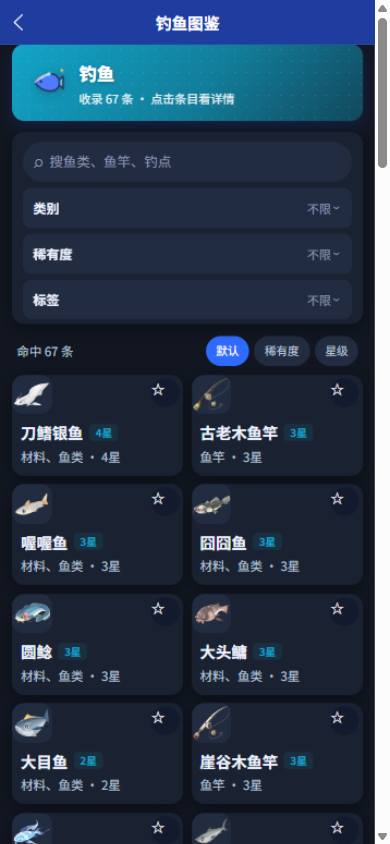 钓鱼图鉴
钓鱼
收录 67 条 · 点击条目看详情
搜鱼类、鱼竿、钓点
类别 不限
稀有度 不限
标签 不限
命中 67 条 默认 稀有度 星级
刀鳍银鱼 4星
材料、鱼类 · 4星
古老木鱼竿 3星
鱼竿 · 3星
喔喔鱼 3星
材料、鱼类 · 3星
囧囧鱼 3星
材料、鱼类 · 3星
圆鲶 3星
材料、鱼类 · 3星
大头鳙 3星
材料、鱼类 · 3星
大目鱼 2星
材料、鱼类 · 2星
崖谷木鱼竿 3星
鱼竿 · 3星